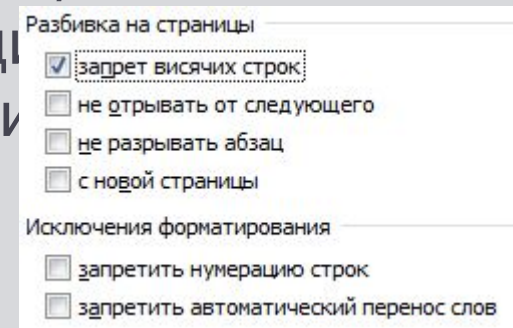 Разбивка на страницы
запрет висячих строк
не отрывать от следующего
не разрывать абзац
с новой страницы
Исключения форматирования
запретить нумерацию строк
запретить автоматический перенос слов